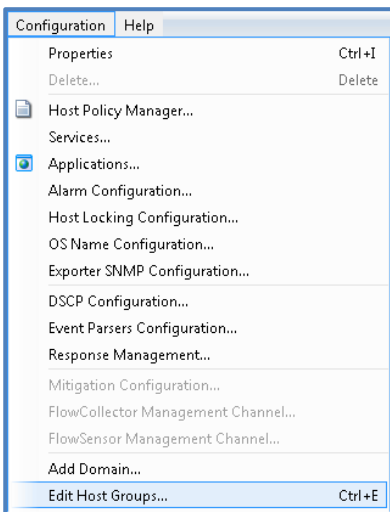 Configuration Help
Properties Ctrl+I
Delete... Delete
Host Policy Manager...
Services...
Applications...
Alarm Configuration...
Host Locking Configuration...
OS Name Configuration...
Exporter SNMP Configuration...
DSCP Configuration...
Event Parsers Configuration...
Response Management...
Mitigation Configuration...
FlowCollector Management Channel...
FlowSensor Management Channel...
Add Domain...
Edit Host Groups... Ctrl+E